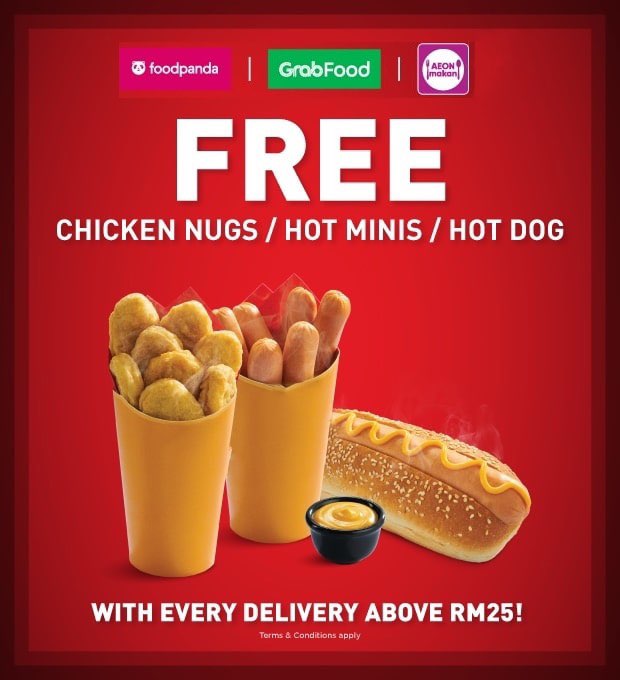 foodpanda | GrabFood | AEON
makan
FREE
CHICKEN NUGS / HOT MINIS / HOT DOG
WITH EVERY DELIVERY ABOVE RM25!
Terms & Conditions apply